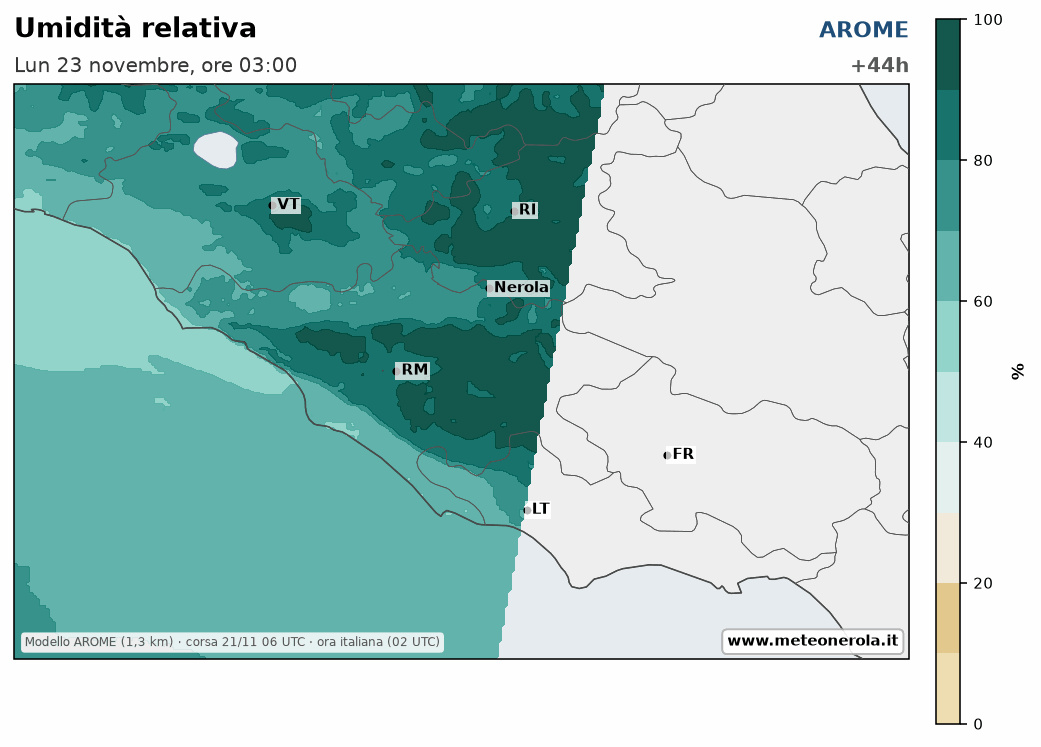 Umidità relativa
AROME
Lun 23 novembre, ore 03:00
+44h
100
80
60
40
20
0
%
VT
RI
Nerola
RM
FR
LT
Modello AROME (1,3 km) · corsa 21/11 06 UTC · ora italiana (02 UTC)
www.meteonerola.it